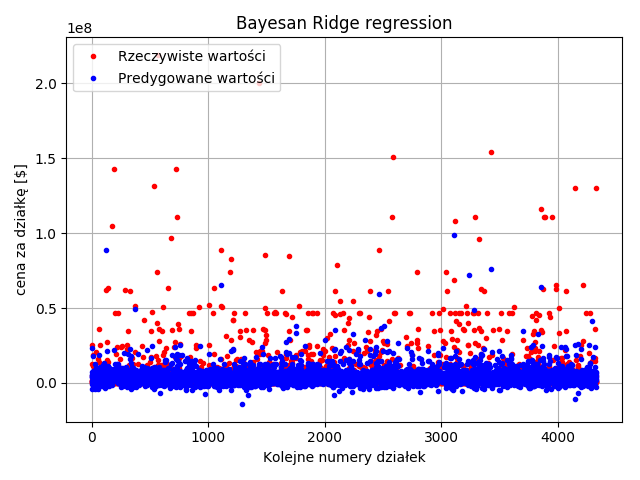 Bayesan Ridge regression
1e8
Rzeczywiste wartości
Predygowane wartości
2.0
1.5
1.0
0.5
0.0
cena za działkę [$]
0 1000 2000 3000 4000
Kolejne numery działek